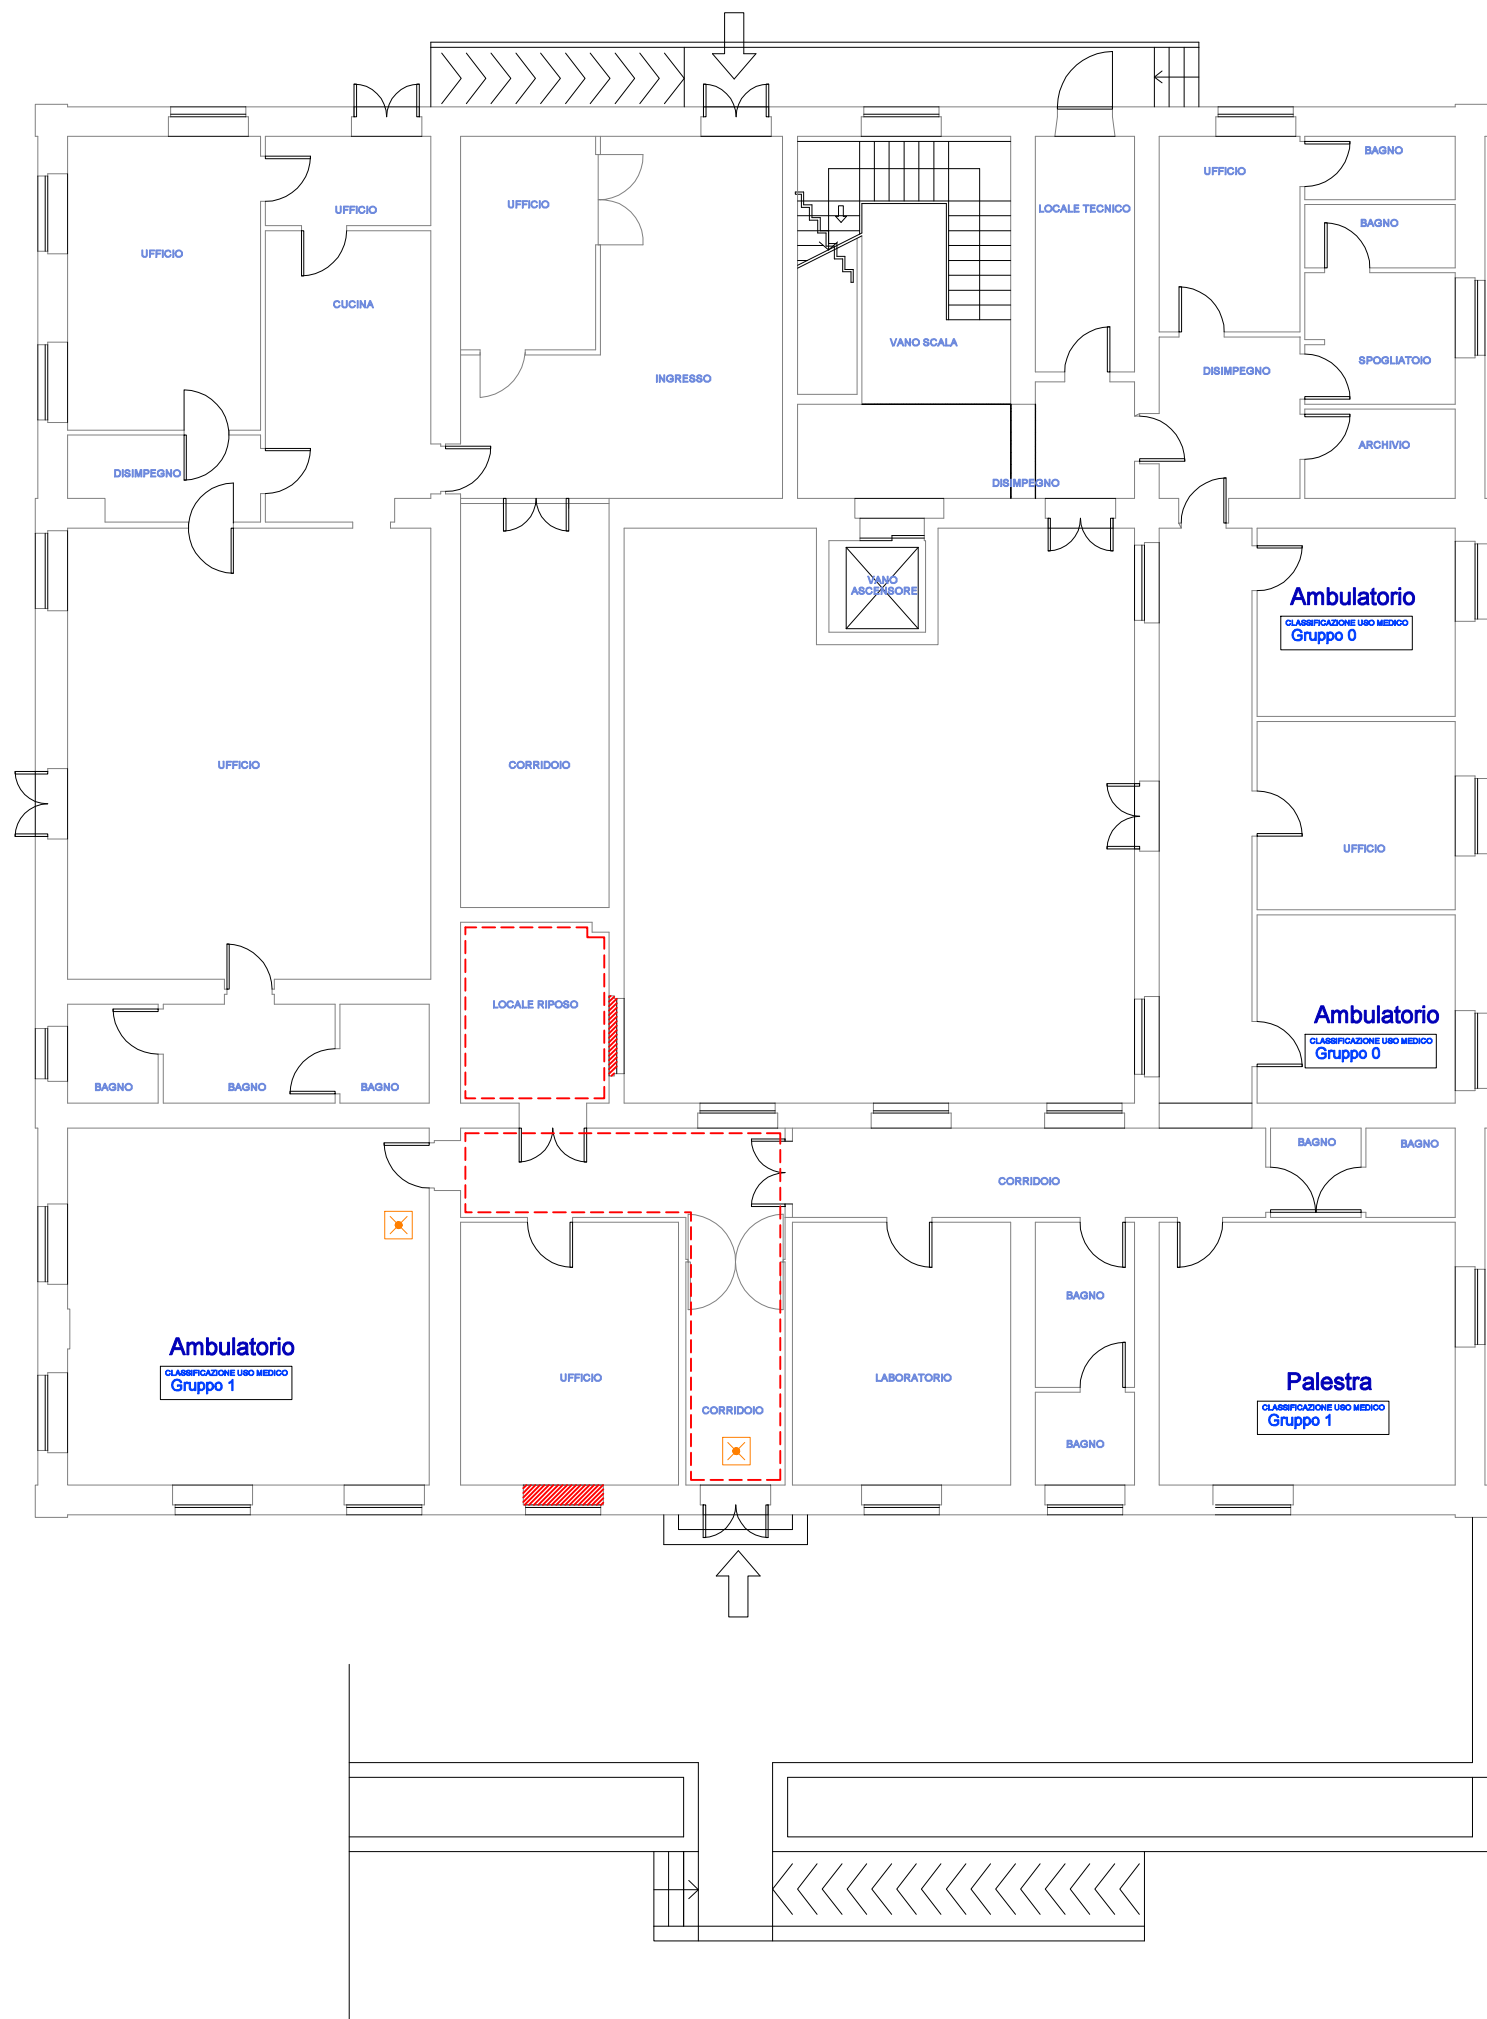 BAGNO
UFFICIO
UFFICIO
UFFICIO
LOCALE TECNICO
BAGNO
UFFICIO
CUCINA
VANO SCALA
SPOGLIATOIO
INGRESSO
DISIMPEGNO
ARCHIVIO
DISIMPEGNO
DISIMPEGNO
VANO
ASCENSORE
Ambulatorio
CLASSIFICAZIONE USO MEDICO
Gruppo 0
UFFICIO
CORRIDOIO
UFFICIO
LOCALE RIPOSO
Ambulatorio
CLASSIFICAZIONE USO MEDICO
Gruppo 0
BAGNO
BAGNO
BAGNO
BAGNO
BAGNO
CORRIDOIO
BAGNO
Ambulatorio
CLASSIFICAZIONE USO MEDICO
Gruppo 1
UFFICIO
LABORATORIO
Palestra
CLASSIFICAZIONE USO MEDICO
Gruppo 1
CORRIDOIO
BAGNO